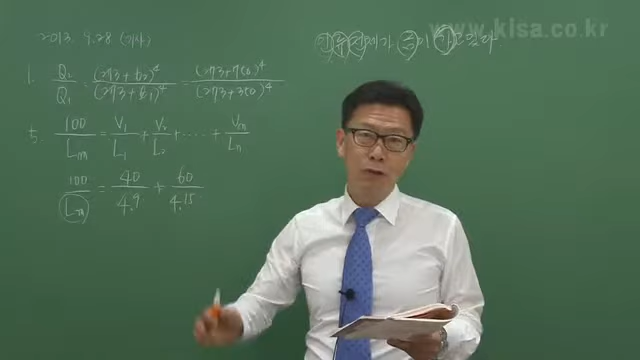 www.kisa.co.kr
2013. 9. 28 (기사)
1. Q₂/Q₁ = (273+t₂)⁴/(273+t₁)⁴ = (273+700)⁴/(273+300)⁴
5. 100/Lm = V₁/L₁ + V₂/L₂ + ····· + Vn/Ln
100/Lm = 40/4.9 + 60/4.15